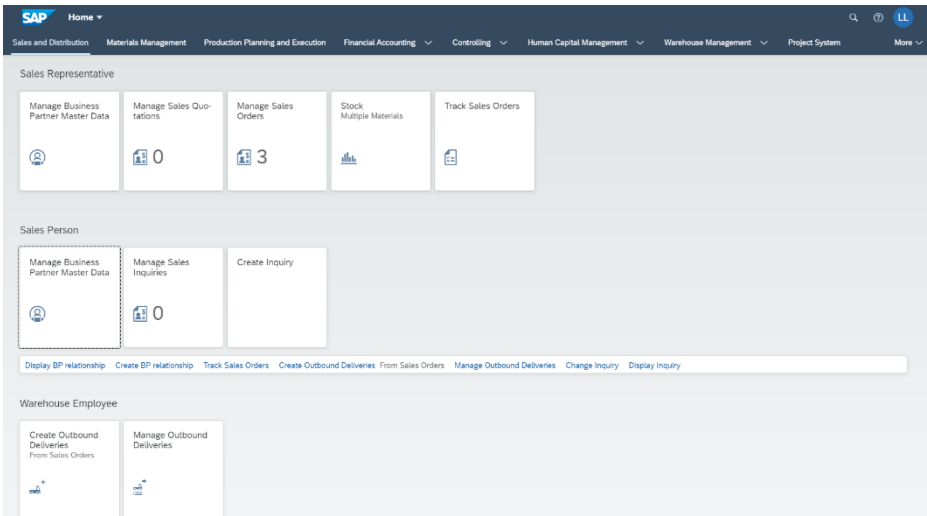 SAP Home
LL
Sales and Distribution Materials Management Production Planning and Execution Financial Accounting Controlling Human Capital Management Warehouse Management Project System More
Sales Representative
Manage Business
Partner Master Data
Manage Sales Quo-
tations
0
Manage Sales
Orders
3
Stock
Multiple Materials
Track Sales Orders
Sales Person
Manage Business
Partner Master Data
Manage Sales
Inquiries
0
Create Inquiry
Display BP relationship Create BP relationship Track Sales Orders Create Outbound Deliveries From Sales Orders Manage Outbound Deliveries Change Inquiry Display Inquiry
Warehouse Employee
Create Outbound
Deliveries
From Sales Orders
Manage Outbound
Deliveries